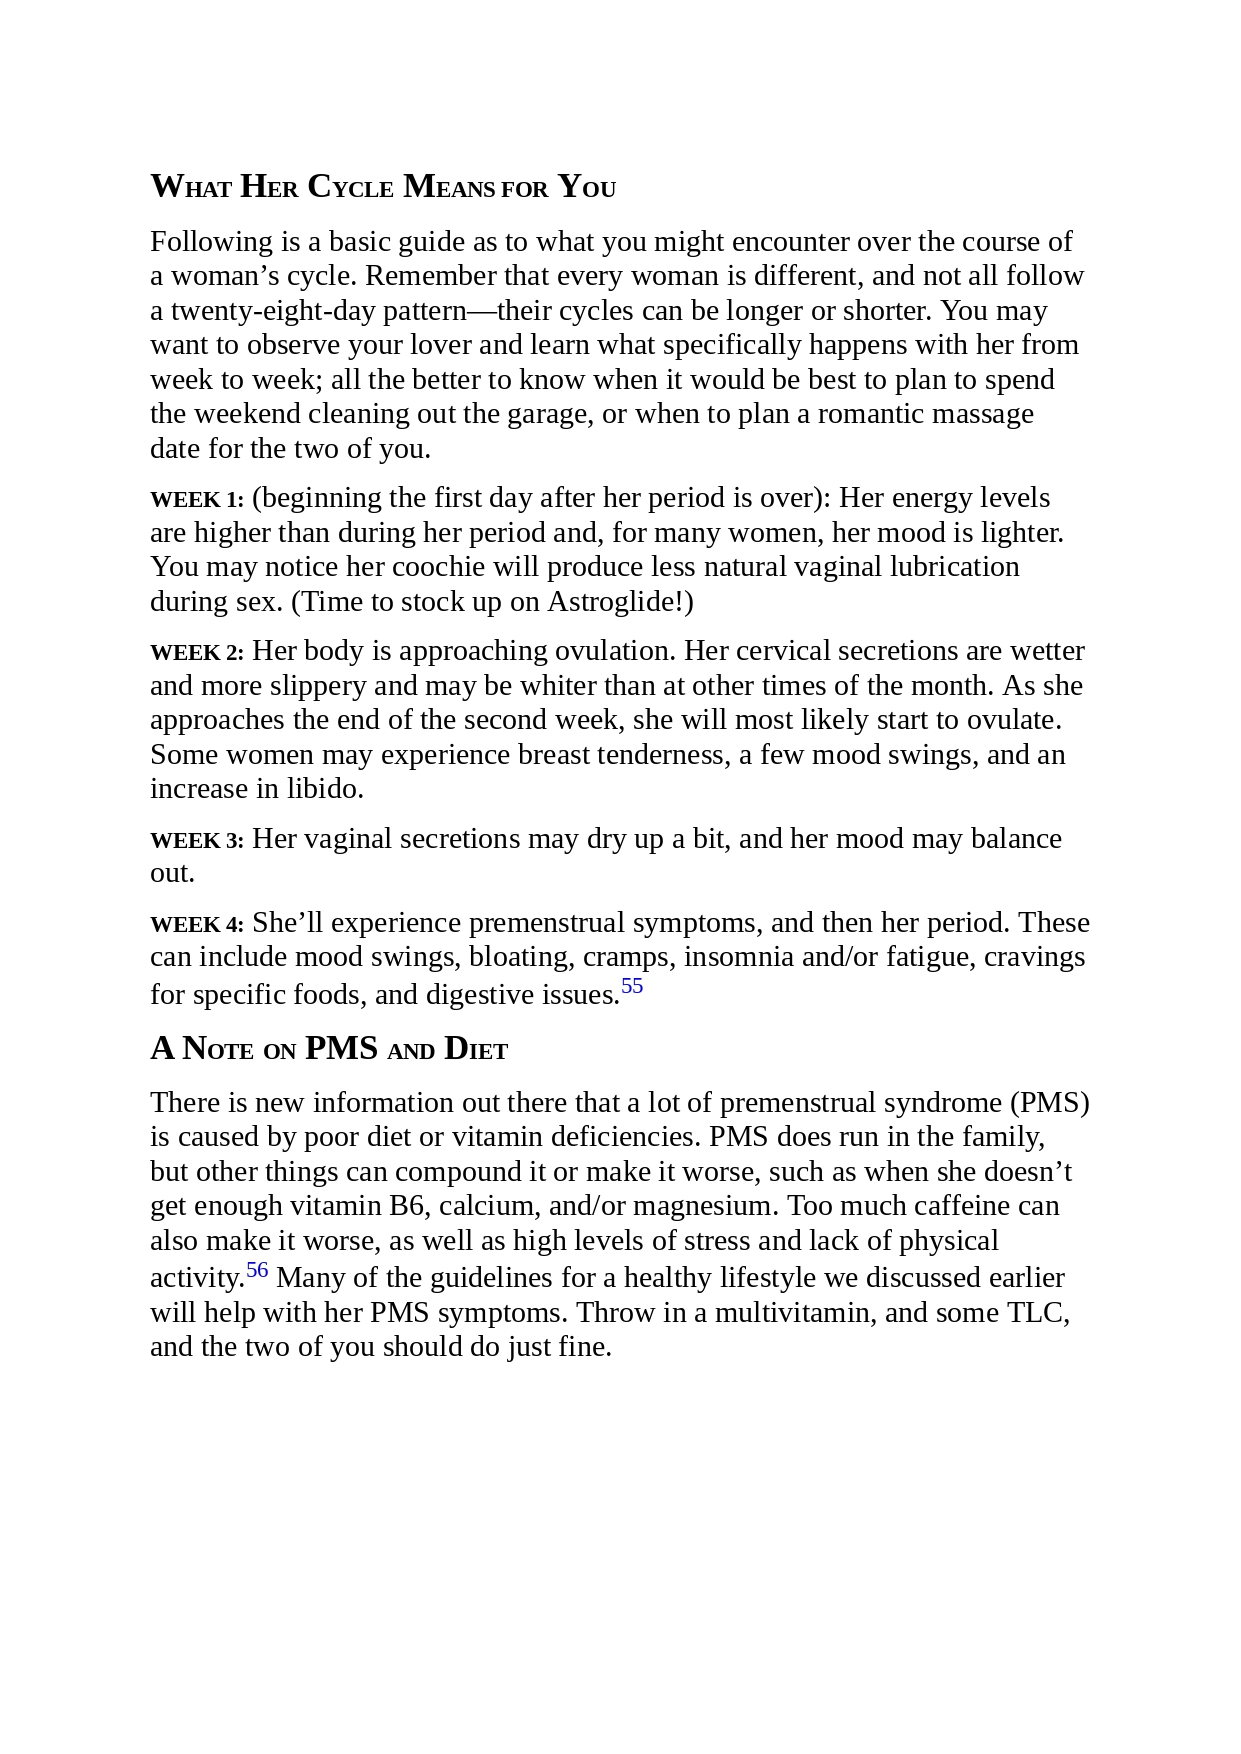 What Her Cycle Means for You
Following is a basic guide as to what you might encounter over the course of
a woman’s cycle. Remember that every woman is different, and not all follow
a twenty-eight-day pattern—their cycles can be longer or shorter. You may
want to observe your lover and learn what specifically happens with her from
week to week; all the better to know when it would be best to plan to spend
the weekend cleaning out the garage, or when to plan a romantic massage
date for the two of you.
WEEK 1: (beginning the first day after her period is over): Her energy levels
are higher than during her period and, for many women, her mood is lighter.
You may notice her coochie will produce less natural vaginal lubrication
during sex. (Time to stock up on Astroglide!)
WEEK 2: Her body is approaching ovulation. Her cervical secretions are wetter
and more slippery and may be whiter than at other times of the month. As she
approaches the end of the second week, she will most likely start to ovulate.
Some women may experience breast tenderness, a few mood swings, and an
increase in libido.
WEEK 3: Her vaginal secretions may dry up a bit, and her mood may balance
out.
WEEK 4: She’ll experience premenstrual symptoms, and then her period. These
can include mood swings, bloating, cramps, insomnia and/or fatigue, cravings
for specific foods, and digestive issues.55
A Note on PMS and Diet
There is new information out there that a lot of premenstrual syndrome (PMS)
is caused by poor diet or vitamin deficiencies. PMS does run in the family,
but other things can compound it or make it worse, such as when she doesn’t
get enough vitamin B6, calcium, and/or magnesium. Too much caffeine can
also make it worse, as well as high levels of stress and lack of physical
activity.56 Many of the guidelines for a healthy lifestyle we discussed earlier
will help with her PMS symptoms. Throw in a multivitamin, and some TLC,
and the two of you should do just fine.